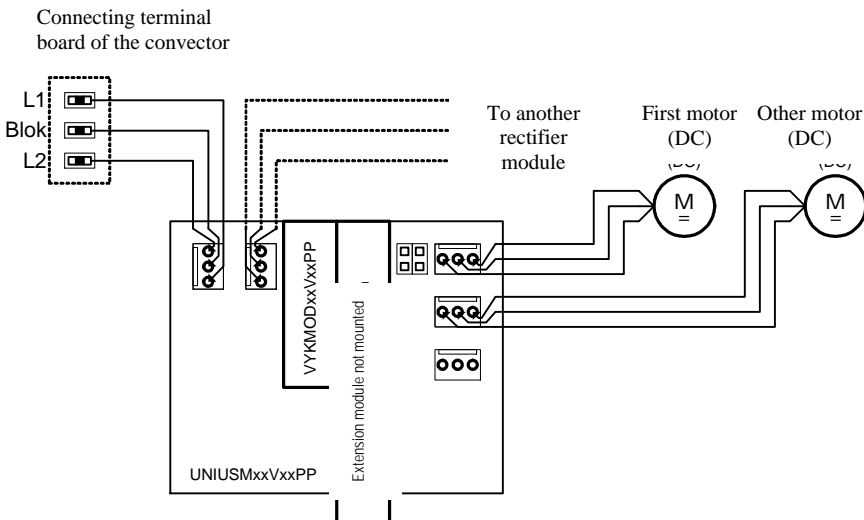 Connecting terminal
board of the convector
L1
Blok
L2
To another
rectifier
module
First motor
(DC)
Other motor
(DC)
(DC)
(DC)
M
=
M
=
VYKMODxxVxxPP
Extension module not mounted
UNIUSMxxVxxPP